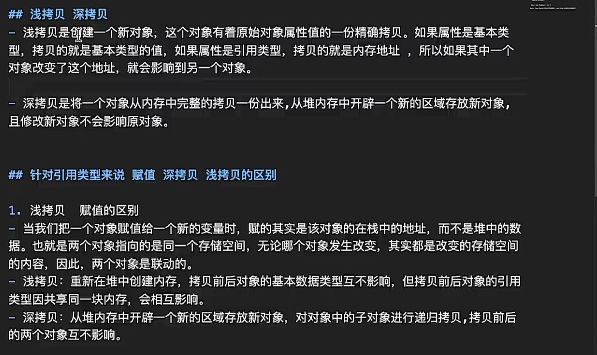 ## 浅拷贝 深拷贝
- 浅拷贝是创建一个新对象，这个对象有着原始对象属性值的一份精确拷贝。如果属性是基本类
型，拷贝的就是基本类型的值，如果属性是引用类型，拷贝的就是内存地址 ，所以如果其中一个
对象改变了这个地址，就会影响到另一个对象。
- 深拷贝是将一个对象从内存中完整的拷贝一份出来,从堆内存中开辟一个新的区域存放新对象,
且修改新对象不会影响原对象。
## 针对引用类型来说 赋值 深拷贝 浅拷贝的区别
1. 浅拷贝  赋值的区别
- 当我们把一个对象赋值给一个新的变量时，赋的其实是该对象的在栈中的地址，而不是堆中的数
据。也就是两个对象指向的是同一个存储空间，无论哪个对象发生改变，其实都是改变的存储空间
的内容，因此，两个对象是联动的。
- 浅拷贝：重新在堆中创建内存，拷贝前后对象的基本数据类型互不影响，但拷贝前后对象的引用
类型因共享同一块内存，会相互影响。
- 深拷贝：从堆内存中开辟一个新的区域存放新对象，对对象中的子对象进行递归拷贝,拷贝前后
的两个对象互不影响。